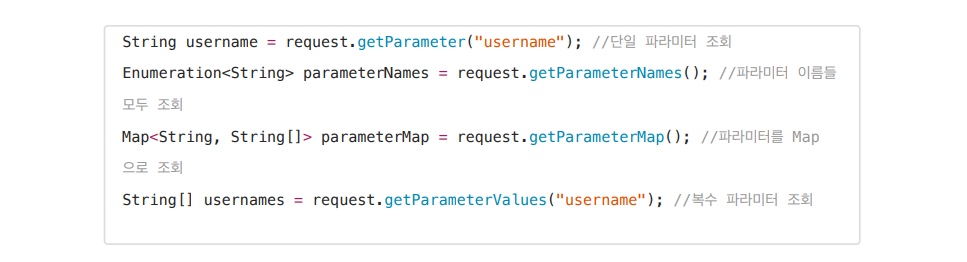 String username = request.getParameter("username"); //단일 파라미터 조회
Enumeration<String> parameterNames = request.getParameterNames(); //파라미터 이름들
모두 조회
Map<String, String[]> parameterMap = request.getParameterMap(); //파라미터를 Map
으로 조회
String[] usernames = request.getParameterValues("username"); //복수 파라미터 조회